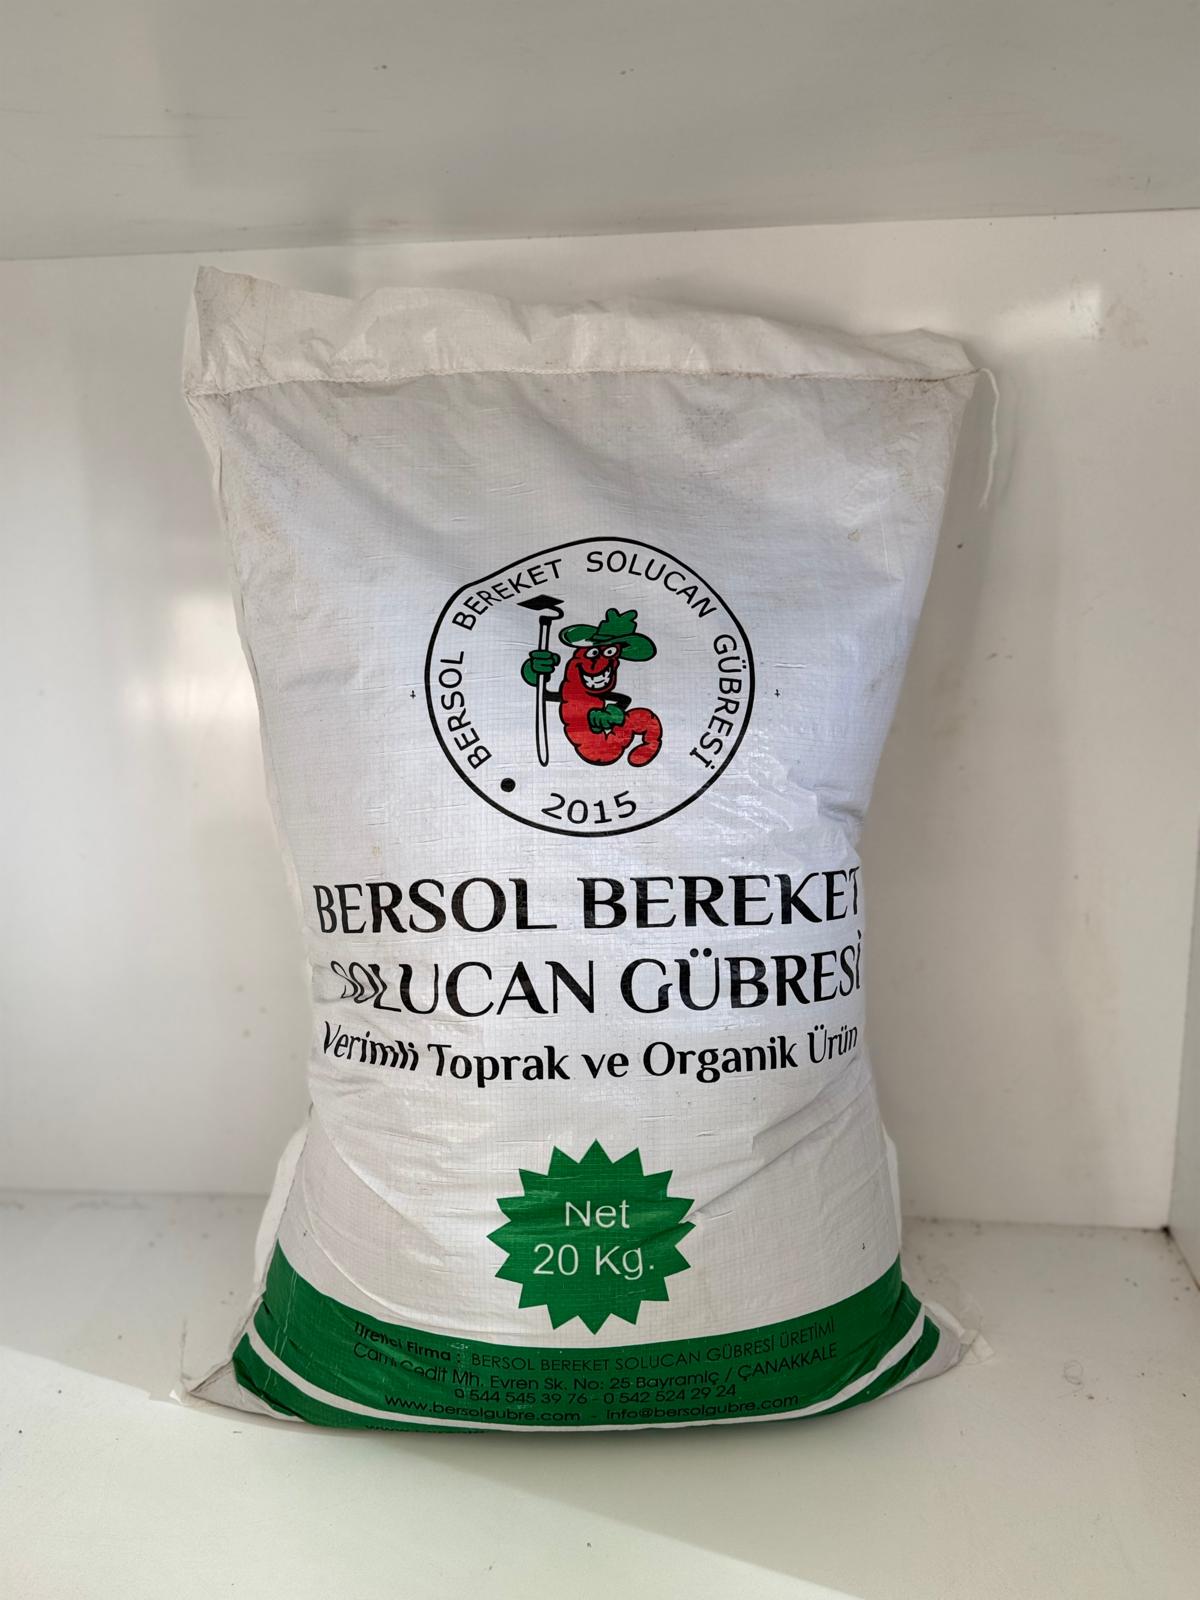 BERSOL BEREKET SOLUCAN GÜBRESİ
2015
BERSOL BEREKET
SOLUCAN GÜBRESİ
Verimli Toprak ve Organik Ürün
Net
20 Kg.
Üretici Firma : BERSOL BEREKET SOLUCAN GÜBRESİ ÜRETİMİ
Cami Cedit Mh. Evren Sk. No: 25 Bayramiç / ÇANAKKALE
0 544 545 39 76 - 0 542 524 29 24
www.bersolgubre.com - info@bersolgubre.com